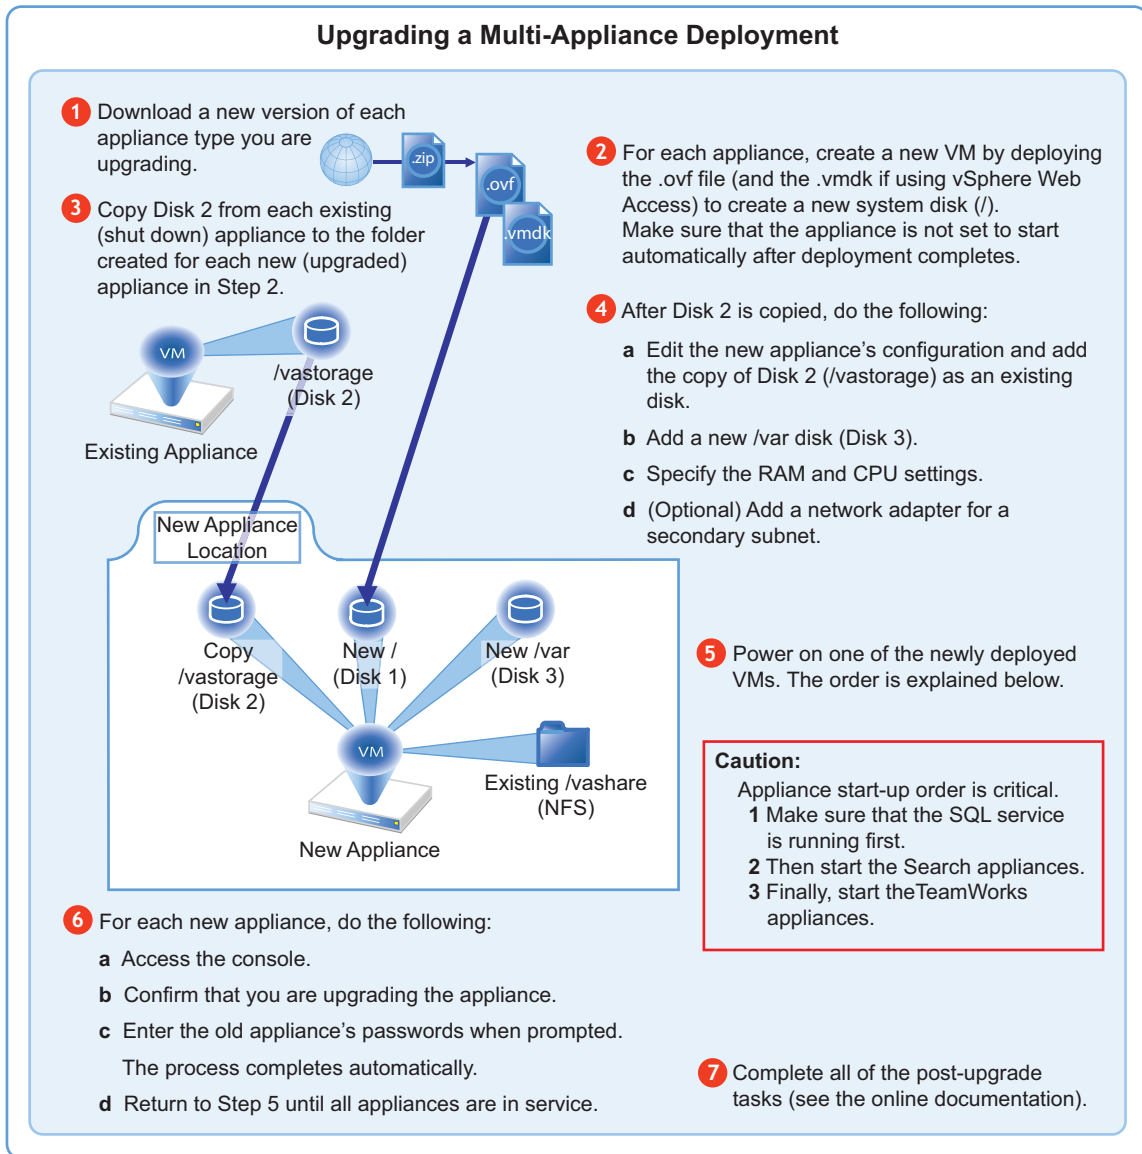 Upgrading a Multi-Appliance Deployment
1 Download a new version of each
appliance type you are
upgrading.
.zip
.ovf
.vmdk
2 For each appliance, create a new VM by deploying
the .ovf file (and the .vmdk if using vSphere Web
Access) to create a new system disk (/).
Make sure that the appliance is not set to start
automatically after deployment completes.
3 Copy Disk 2 from each existing
(shut down) appliance to the folder
created for each new (upgraded)
appliance in Step 2.
VM
/vastorage
(Disk 2)
Existing Appliance
4 After Disk 2 is copied, do the following:
a Edit the new appliance’s configuration and add
the copy of Disk 2 (/vastorage) as an existing
disk.
b Add a new /var disk (Disk 3).
c Specify the RAM and CPU settings.
d (Optional) Add a network adapter for a
secondary subnet.
New Appliance
Location
Copy
/vastorage
(Disk 2)
New /
(Disk 1)
New /var
(Disk 3)
VM
Existing /vashare
(NFS)
New Appliance
5 Power on one of the newly deployed
VMs. The order is explained below.
Caution:
Appliance start-up order is critical.
1 Make sure that the SQL service
is running first.
2 Then start the Search appliances.
3 Finally, start theTeamWorks
appliances.
6 For each new appliance, do the following:
a Access the console.
b Confirm that you are upgrading the appliance.
c Enter the old appliance’s passwords when prompted.
The process completes automatically.
d Return to Step 5 until all appliances are in service.
7 Complete all of the post-upgrade
tasks (see the online documentation).